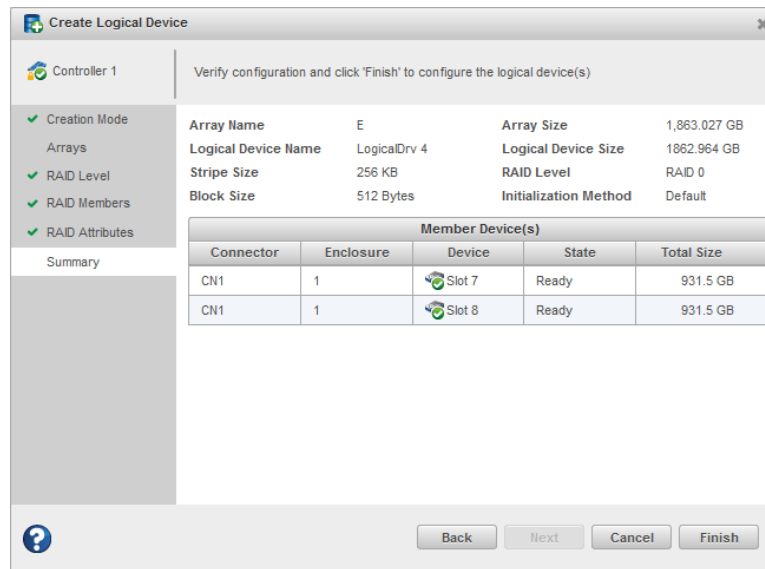 Create Logical Device
Controller 1
Verify configuration and click 'Finish' to configure the logical device(s)
Creation Mode
Arrays
RAID Level
RAID Members
RAID Attributes
Summary
Array Name E Array Size 1,863.027 GB
Logical Device Name LogicalDrv 4 Logical Device Size 1862.964 GB
Stripe Size 256 KB RAID Level RAID 0
Block Size 512 Bytes Initialization Method Default
Member Device(s)
Connector Enclosure Device State Total Size
CN1 1 Slot 7 Ready 931.5 GB
CN1 1 Slot 8 Ready 931.5 GB
? Back Next Cancel Finish